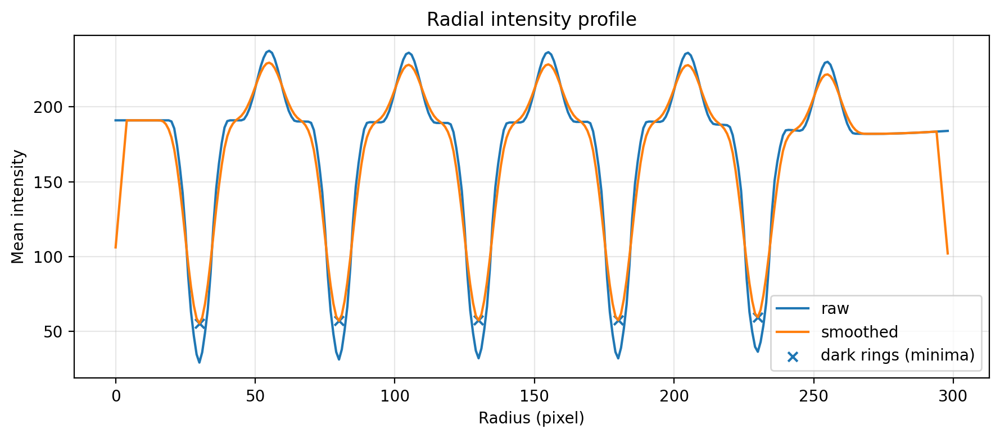 Radial intensity profile
Mean intensity
200
150
100
50
raw
smoothed
dark rings (minima)
0 50 100 150 200 250 300
Radius (pixel)